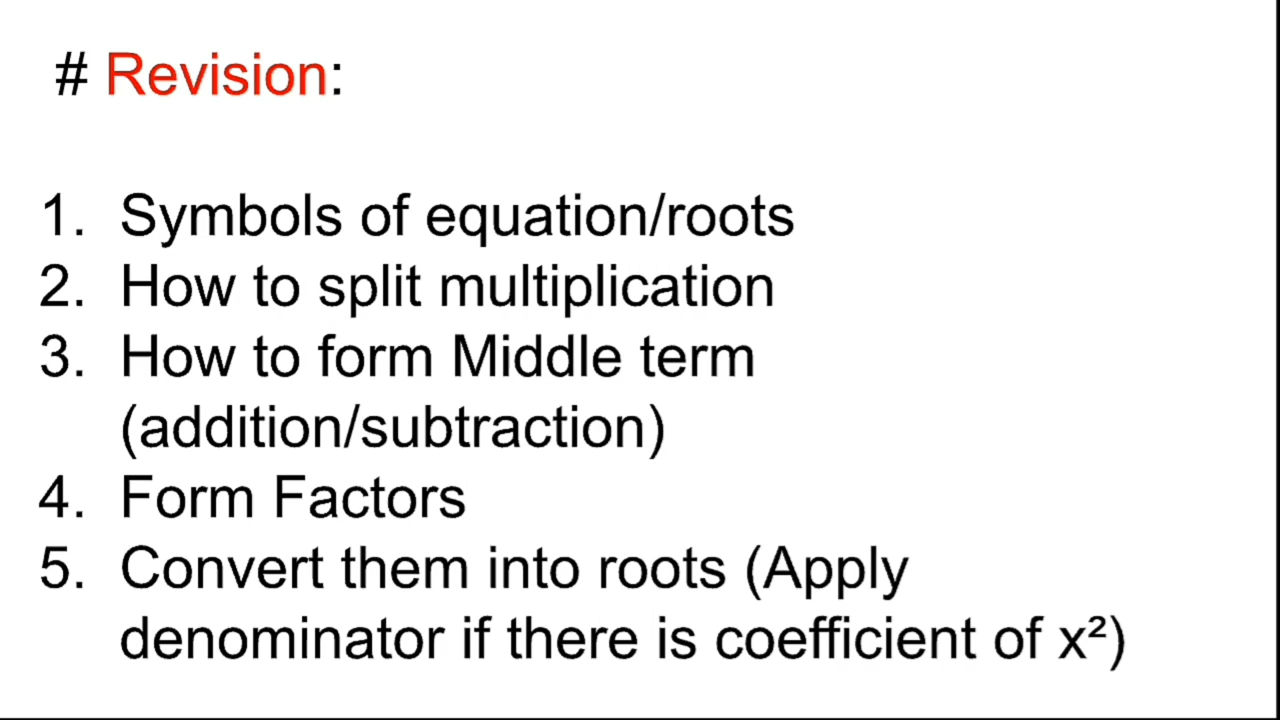 # Revision:
1. Symbols of equation/roots
2. How to split multiplication
3. How to form Middle term
(addition/subtraction)
4. Form Factors
5. Convert them into roots (Apply
denominator if there is coefficient of x²)